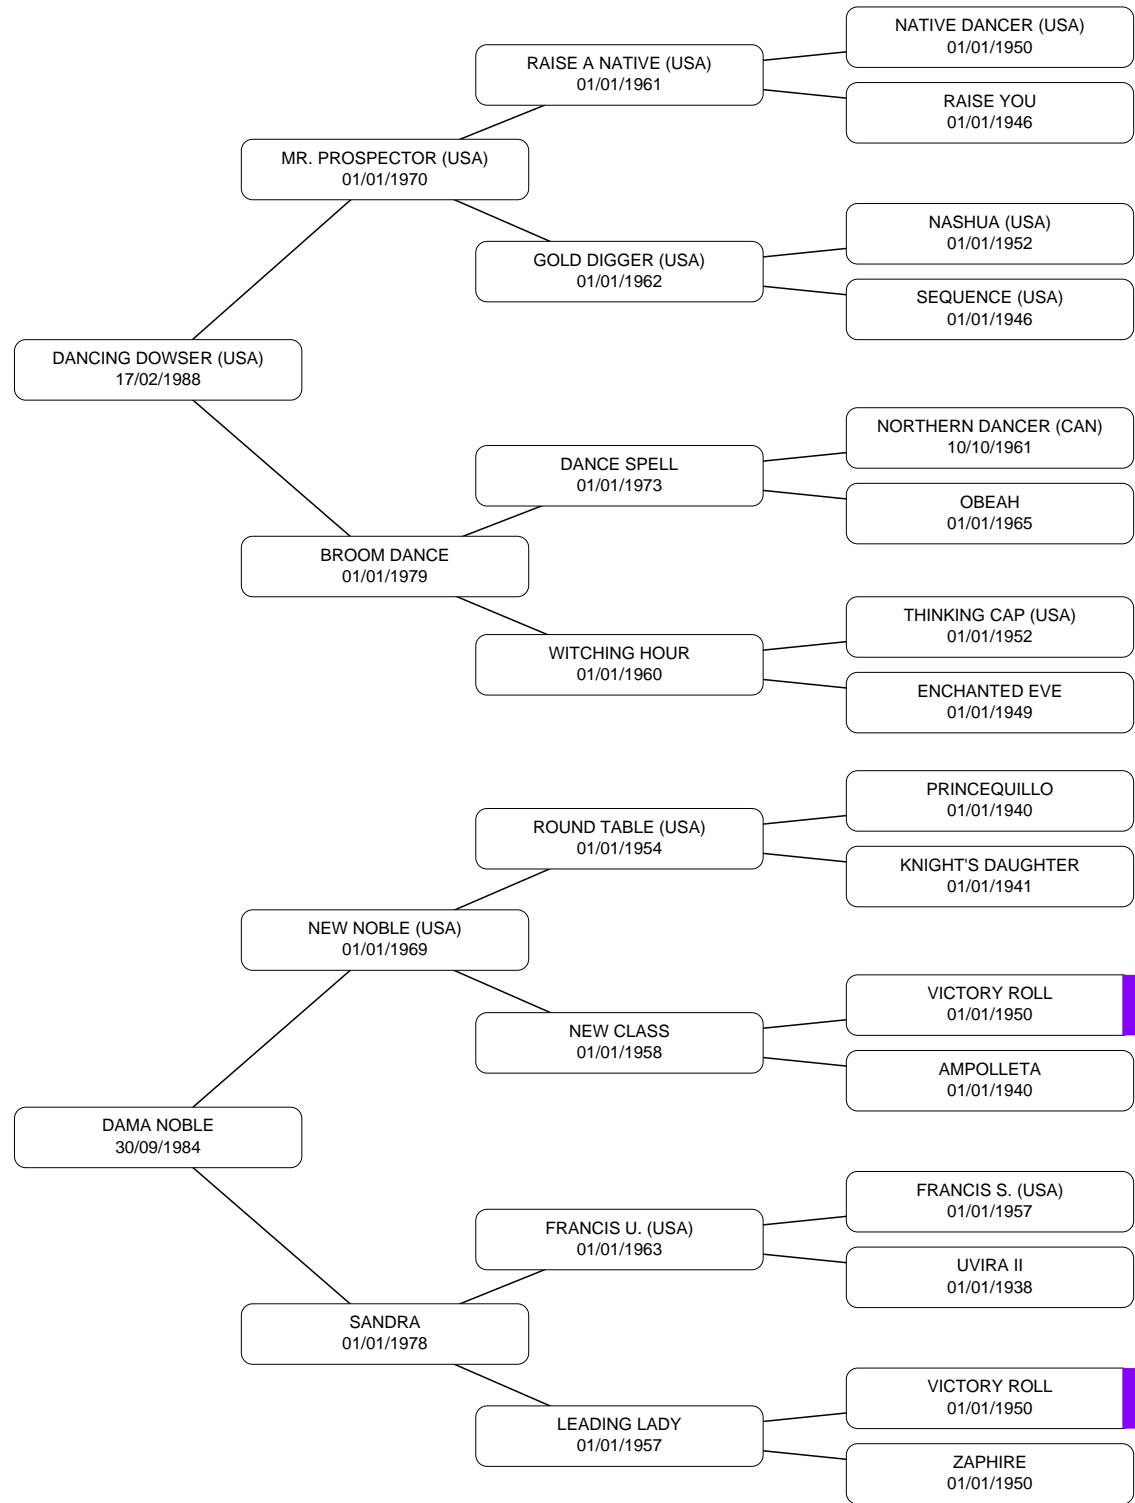 NATIVE DANCER (USA)
01/01/1950
RAISE A NATIVE (USA)
01/01/1961
RAISE YOU
01/01/1946
MR. PROSPECTOR (USA)
01/01/1970
NASHUA (USA)
01/01/1952
GOLD DIGGER (USA)
01/01/1962
SEQUENCE (USA)
01/01/1946
DANCING DOWSER (USA)
17/02/1988
NORTHERN DANCER (CAN)
10/10/1961
DANCE SPELL
01/01/1973
OBEAH
01/01/1965
BROOM DANCE
01/01/1979
THINKING CAP (USA)
01/01/1952
WITCHING HOUR
01/01/1960
ENCHANTED EVE
01/01/1949
PRINCEQUILLO
01/01/1940
ROUND TABLE (USA)
01/01/1954
KNIGHT'S DAUGHTER
01/01/1941
NEW NOBLE (USA)
01/01/1969
VICTORY ROLL
01/01/1950
NEW CLASS
01/01/1958
AMPOLLETA
01/01/1940
DAMA NOBLE
30/09/1984
FRANCIS S. (USA)
01/01/1957
FRANCIS U. (USA)
01/01/1963
UVIRA II
01/01/1938
SANDRA
01/01/1978
VICTORY ROLL
01/01/1950
LEADING LADY
01/01/1957
ZAPHIRE
01/01/1950